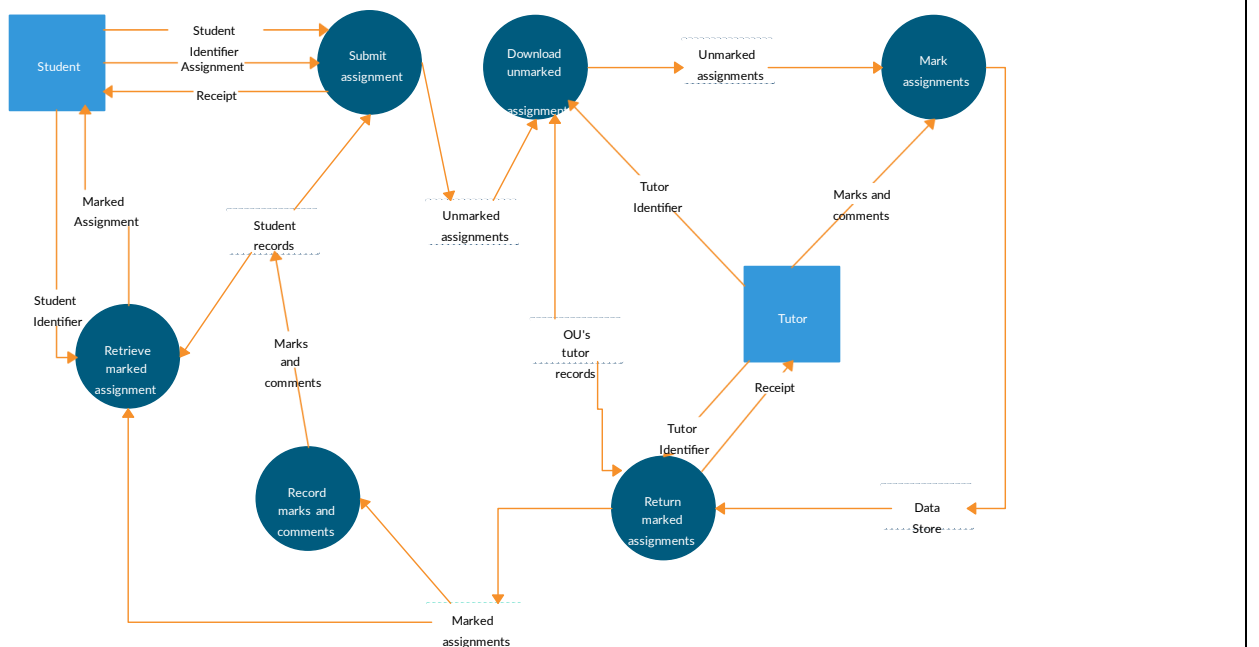 Student
Student
Identifier
Assignment
Receipt
Submit
assignment
Download
unmarked
assignment
Unmarked
assignments
Mark
assignments
Marked
Assignment
Student
records
Unmarked
assignments
Tutor
Identifier
Marks and
comments
Student
Identifier
Retrieve
marked
assignment
Marks
and
comments
OU's
tutor
records
Tutor
Receipt
Tutor
Identifier
Record
marks and
comments
Return
marked
assignments
Data
Store
Marked
assignments